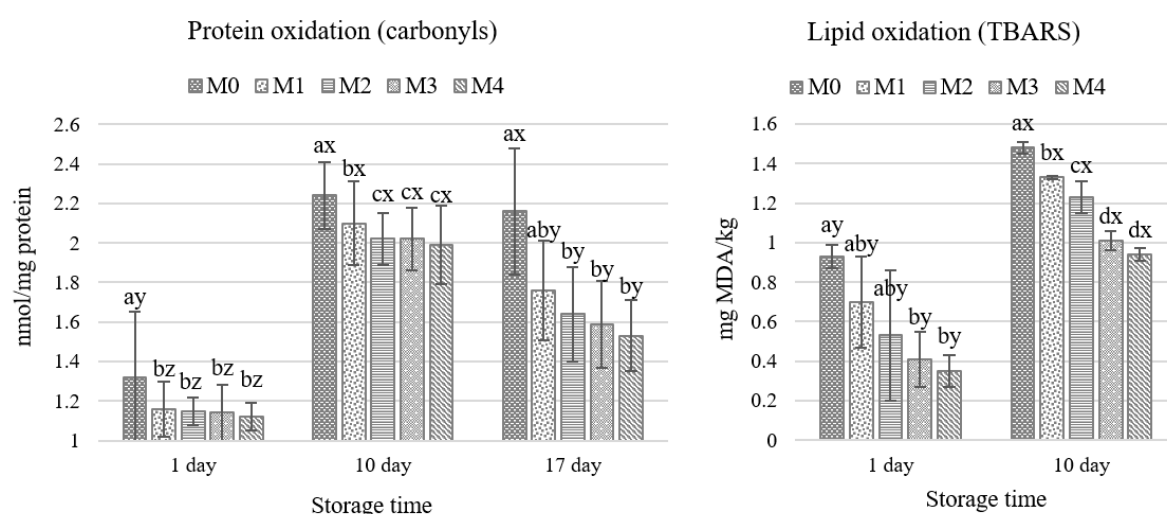 Protein oxidation (carbonyls)
M0 M1 M2 M3 M4
nmol/mg protein
2.6
2.4
2.2
2
1.8
1.6
1.4
1.2
1
ay
bz
bz
bz
bz
ax
bx
cx
cx
cx
ax
aby
by
by
by
1 day
10 day
17 day
Storage time
Lipid oxidation (TBARS)
M0 M1 M2 M3 M4
mg MDA/kg
1.6
1.4
1.2
1
0.8
0.6
0.4
0.2
0
ay
aby
aby
by
by
ax
bx
cx
dx
dx
1 day
10 day
Storage time